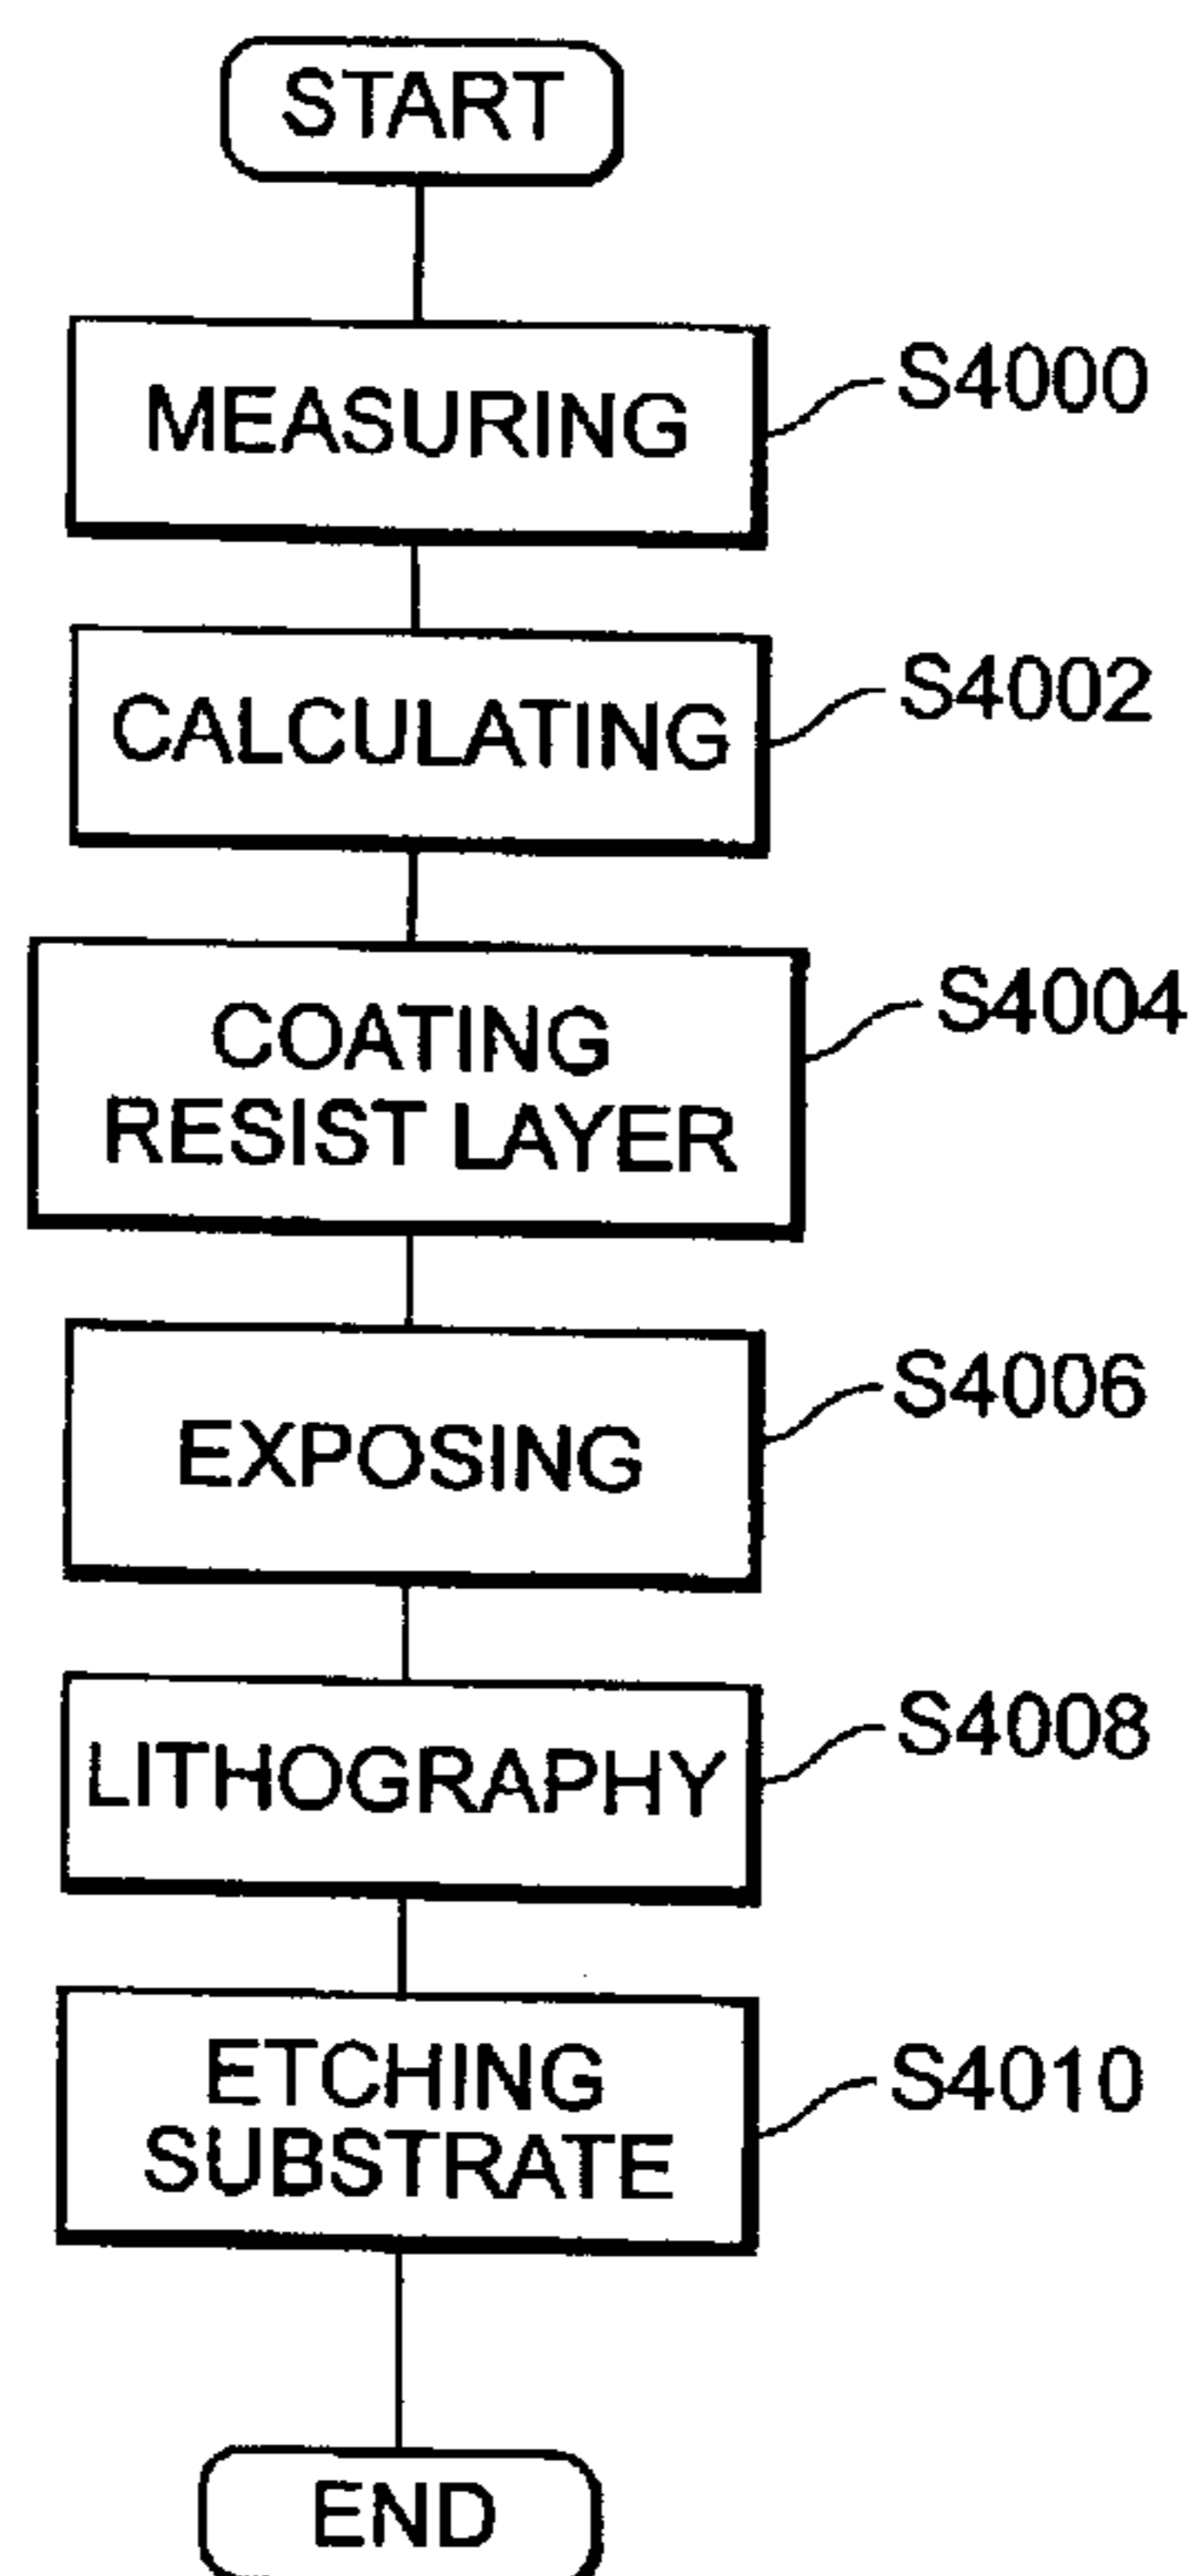 START
MEASURING
S4000
CALCULATING
S4002
COATING
RESIST LAYER
S4004
EXPOSING
S4006
LITHOGRAPHY
S4008
ETCHING
SUBSTRATE
S4010
END